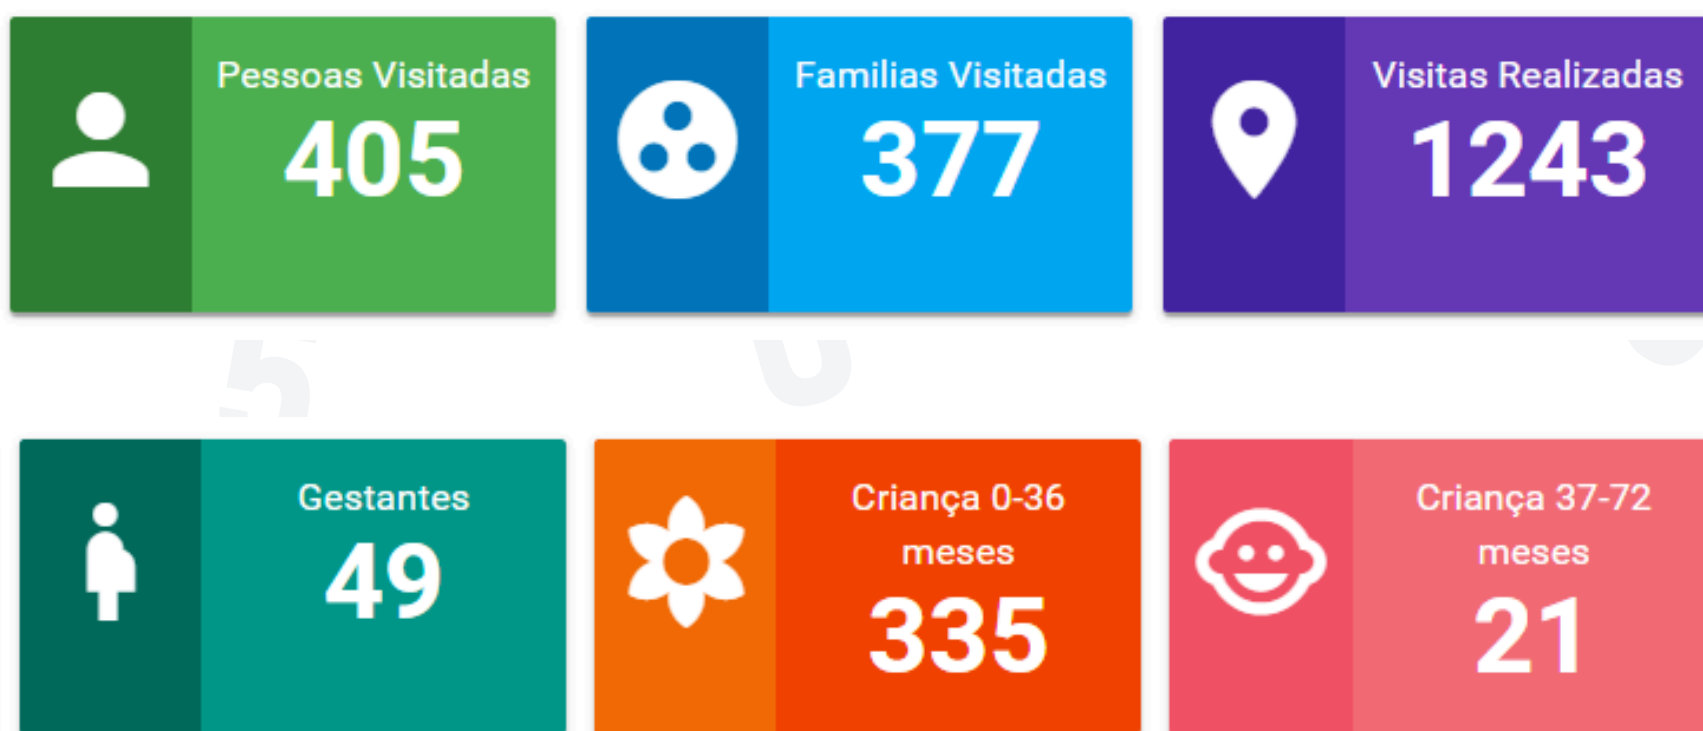 Pessoas Visitadas
405
Familias Visitadas
377
Visitas Realizadas
1243
Gestantes
49
Criança 0-36
meses
335
Criança 37-72
meses
21